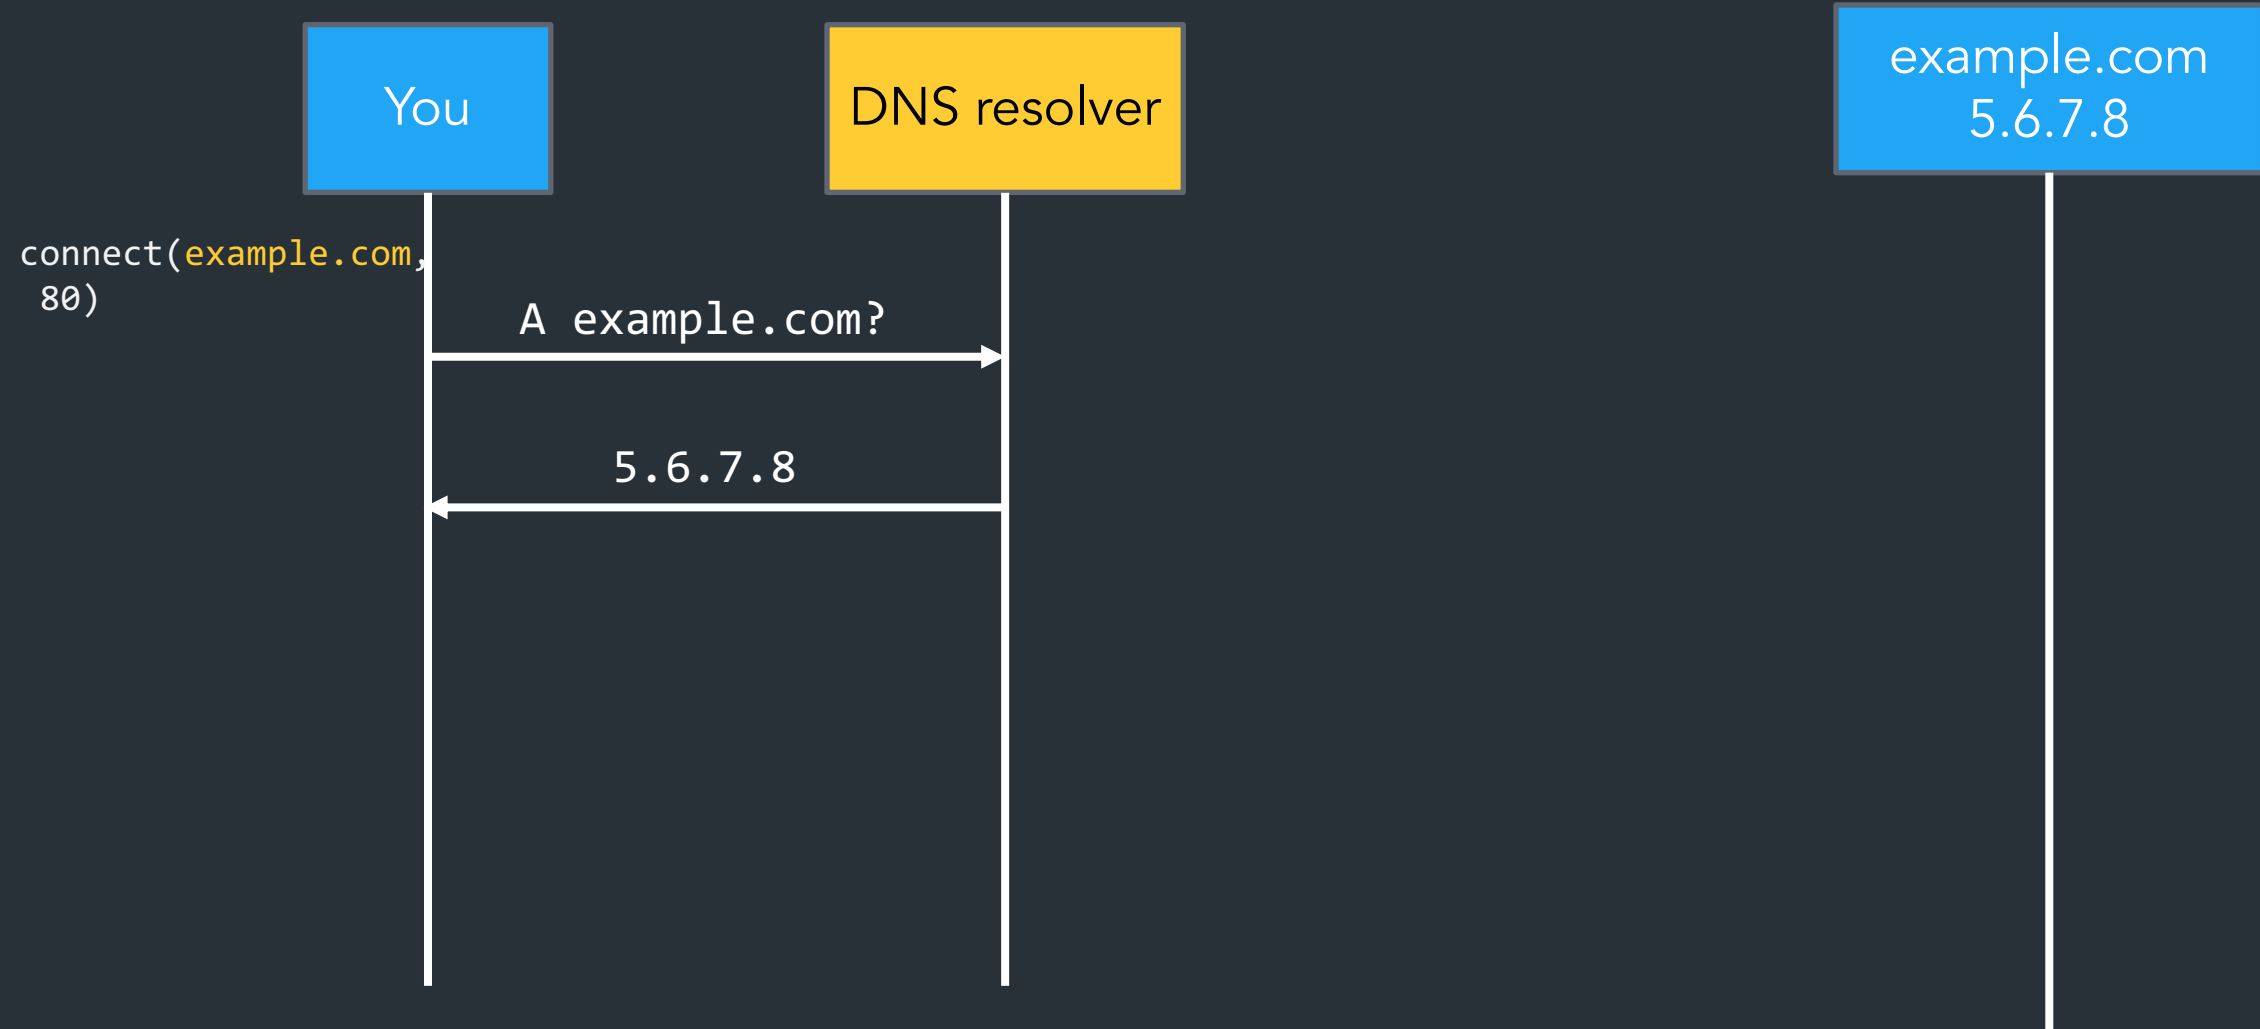 You
DNS resolver
example.com
5.6.7.8
connect(example.com,
80)
A example.com?
5.6.7.8